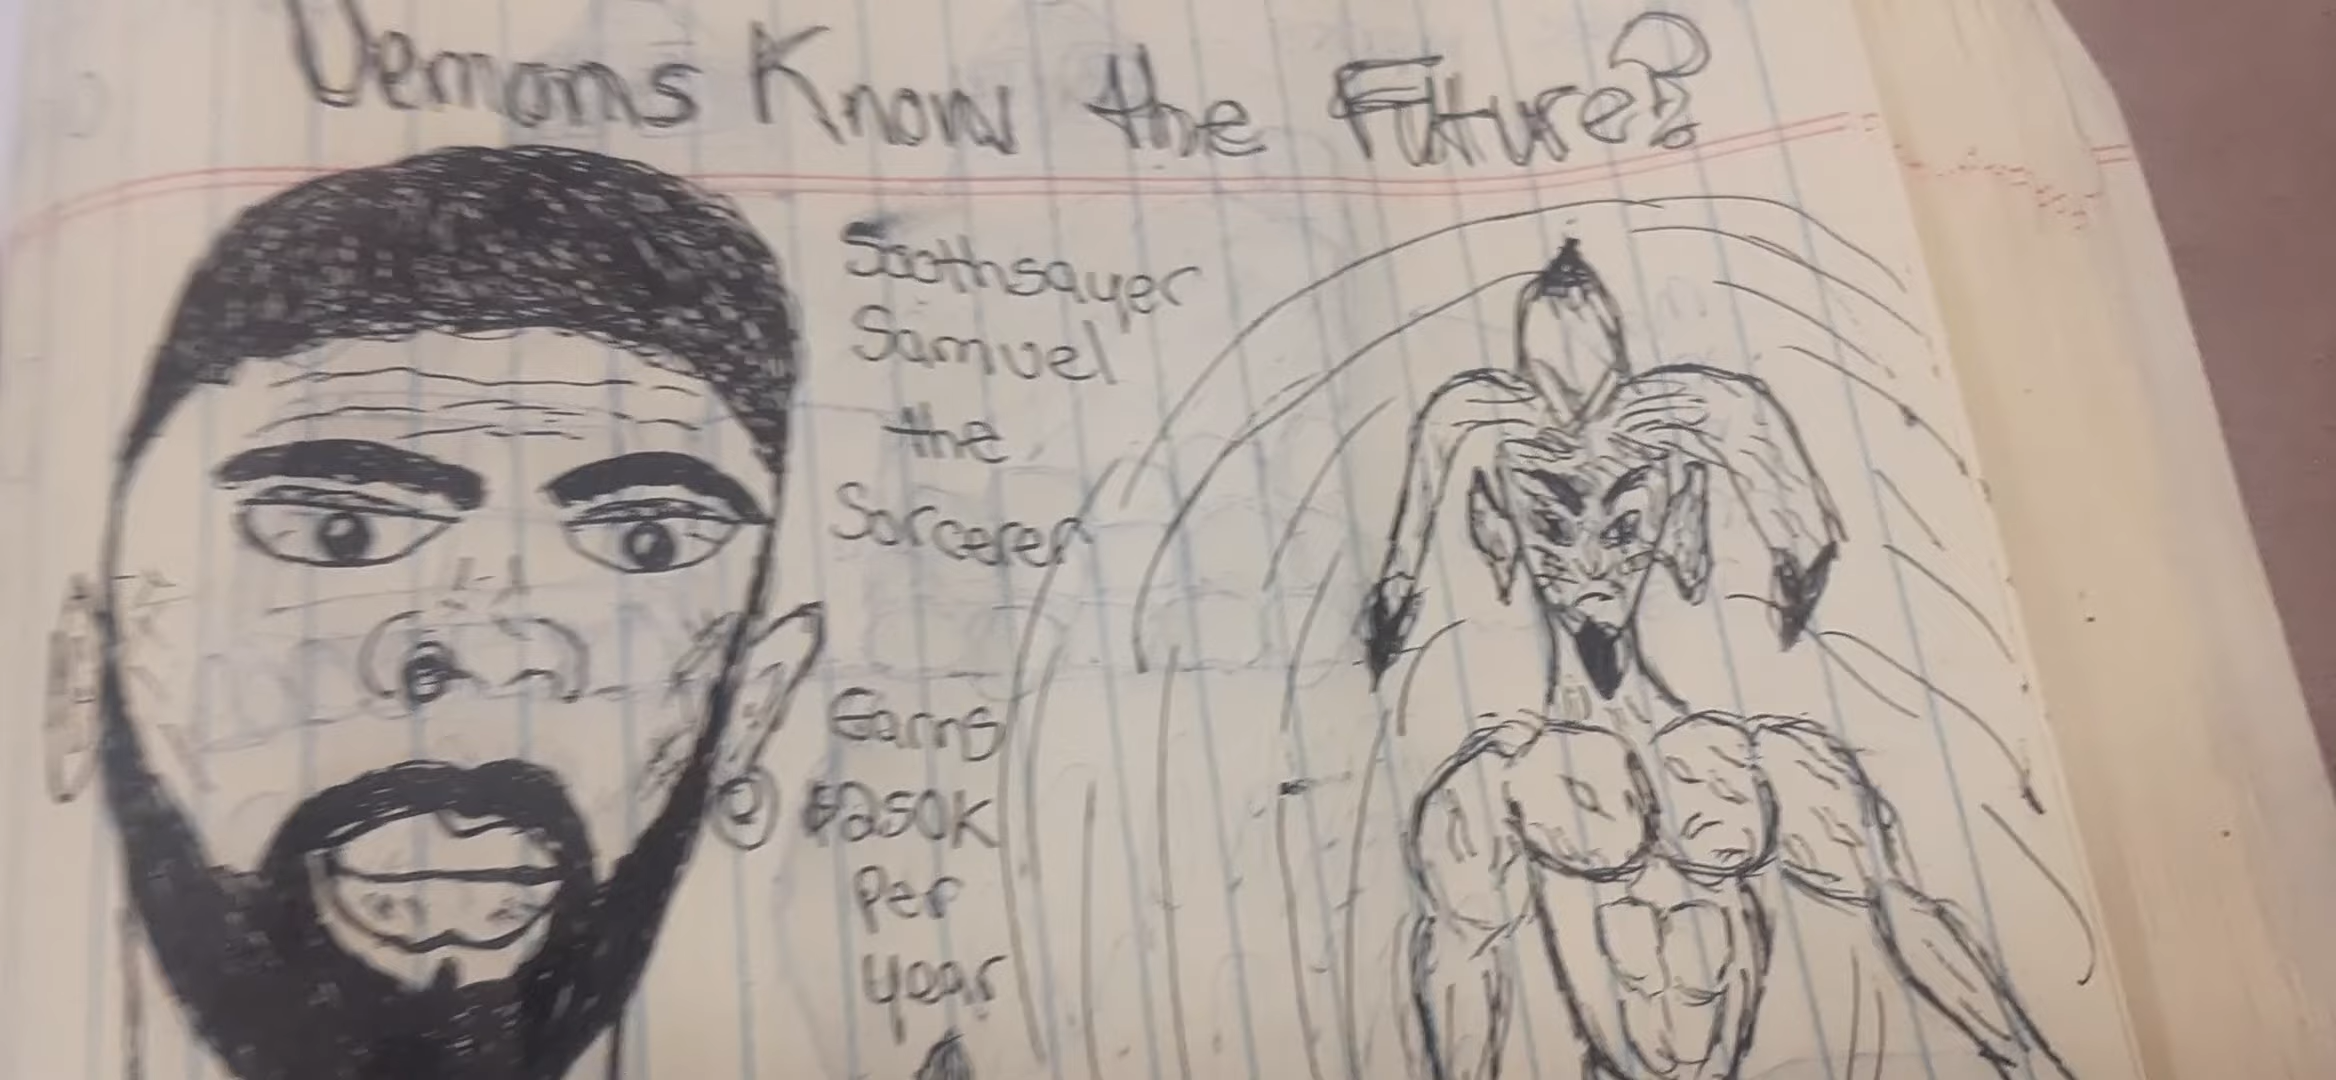 Demons Know the Future?
Soothsayer
Samuel
the
Sorcerer
Earns
$250K
Per
year